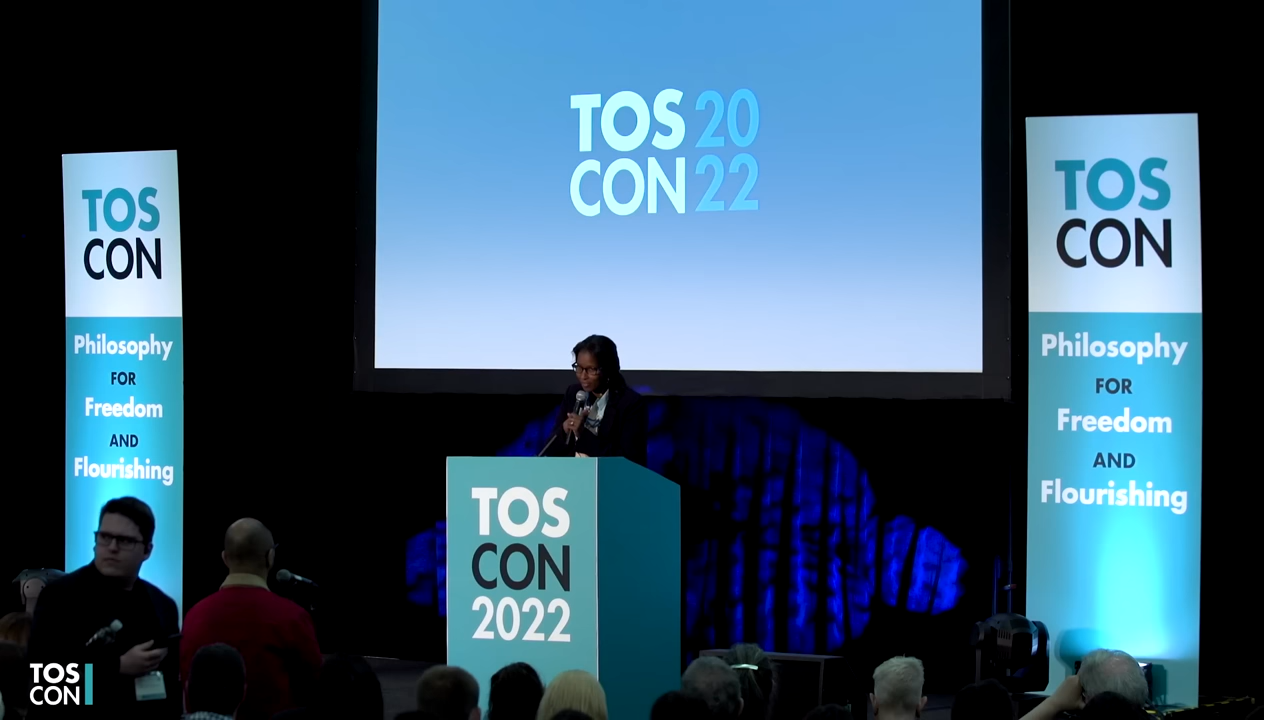 TOS 20
CON 22
TOS
CON
Philosophy
FOR
Freedom
AND
Flourishing
TOS
CON
Philosophy
FOR
Freedom
AND
Flourishing
TOS
CON
2022
TOS
CON